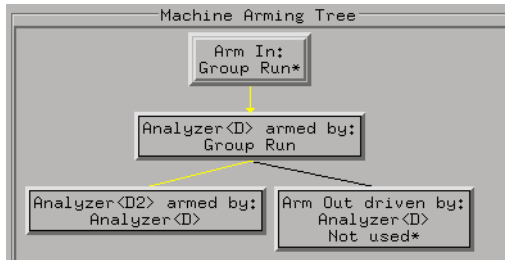 Machine Arming Tree
Arm In:
Group Run*
Analyzer<D> armed by:
Group Run
Analyzer<D2> armed by:
Analyzer<D>
Arm Out driven by:
Analyzer<D>
Not used*